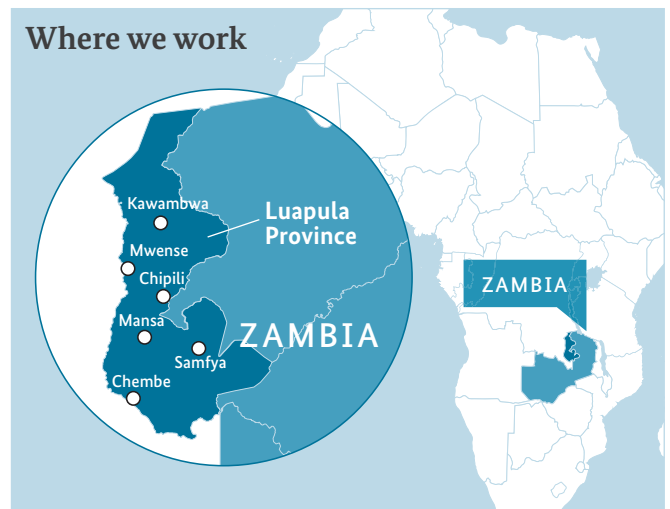 Where we work
Kawambwa
Luapula
Province
Mwense
Chipili
ZAMBIA
Mansa
ZAMBIA
Samfya
Chembe